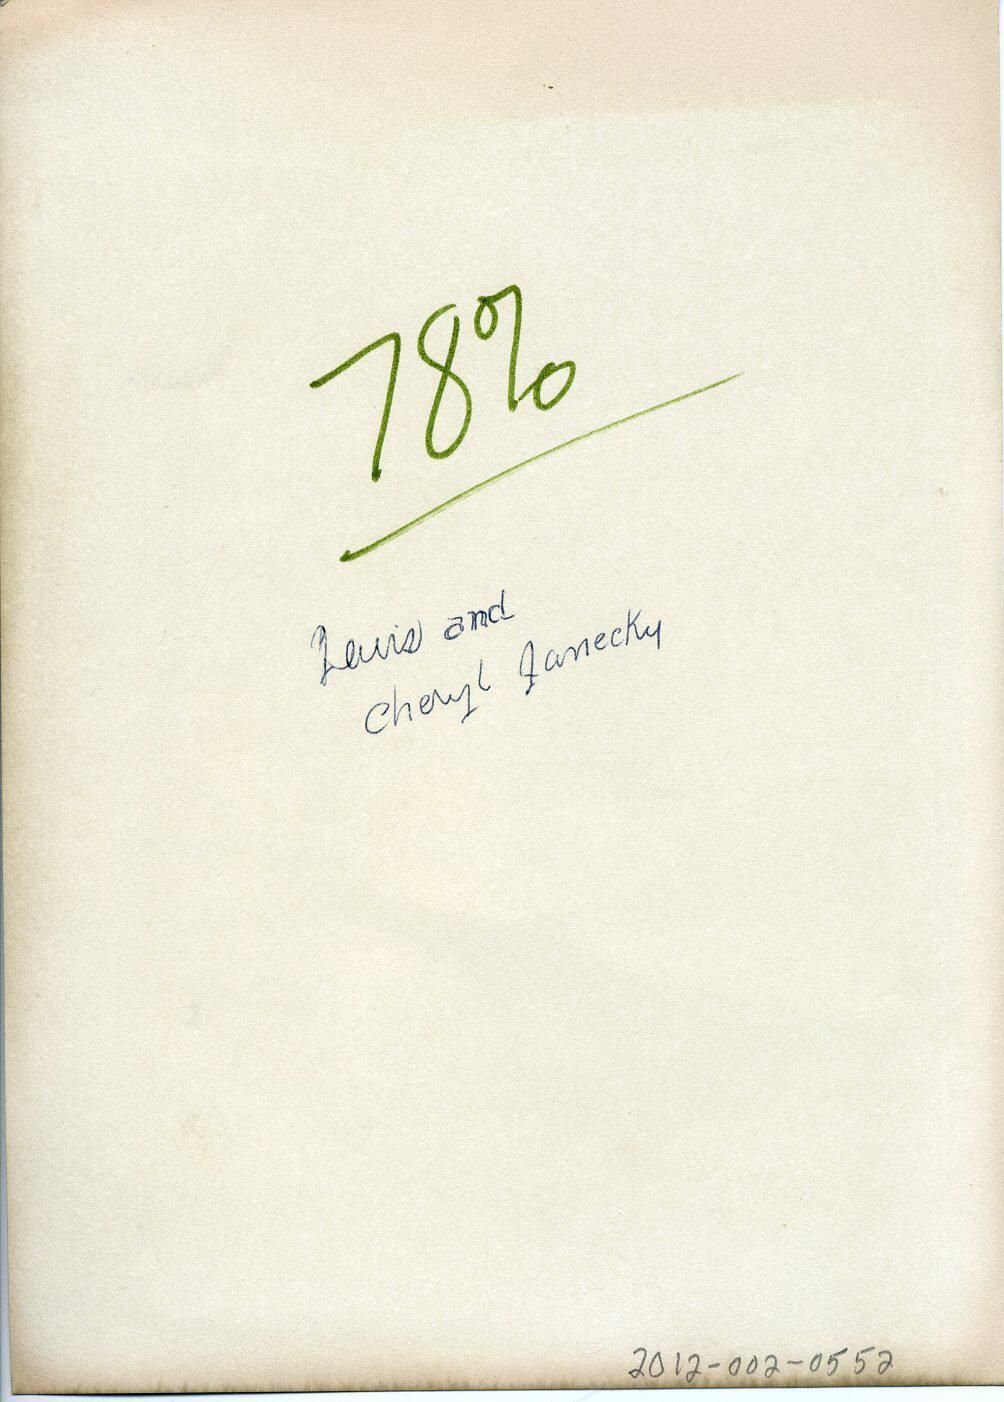 78%
Lewis and
Cheryl Janecky
2012-002-0552